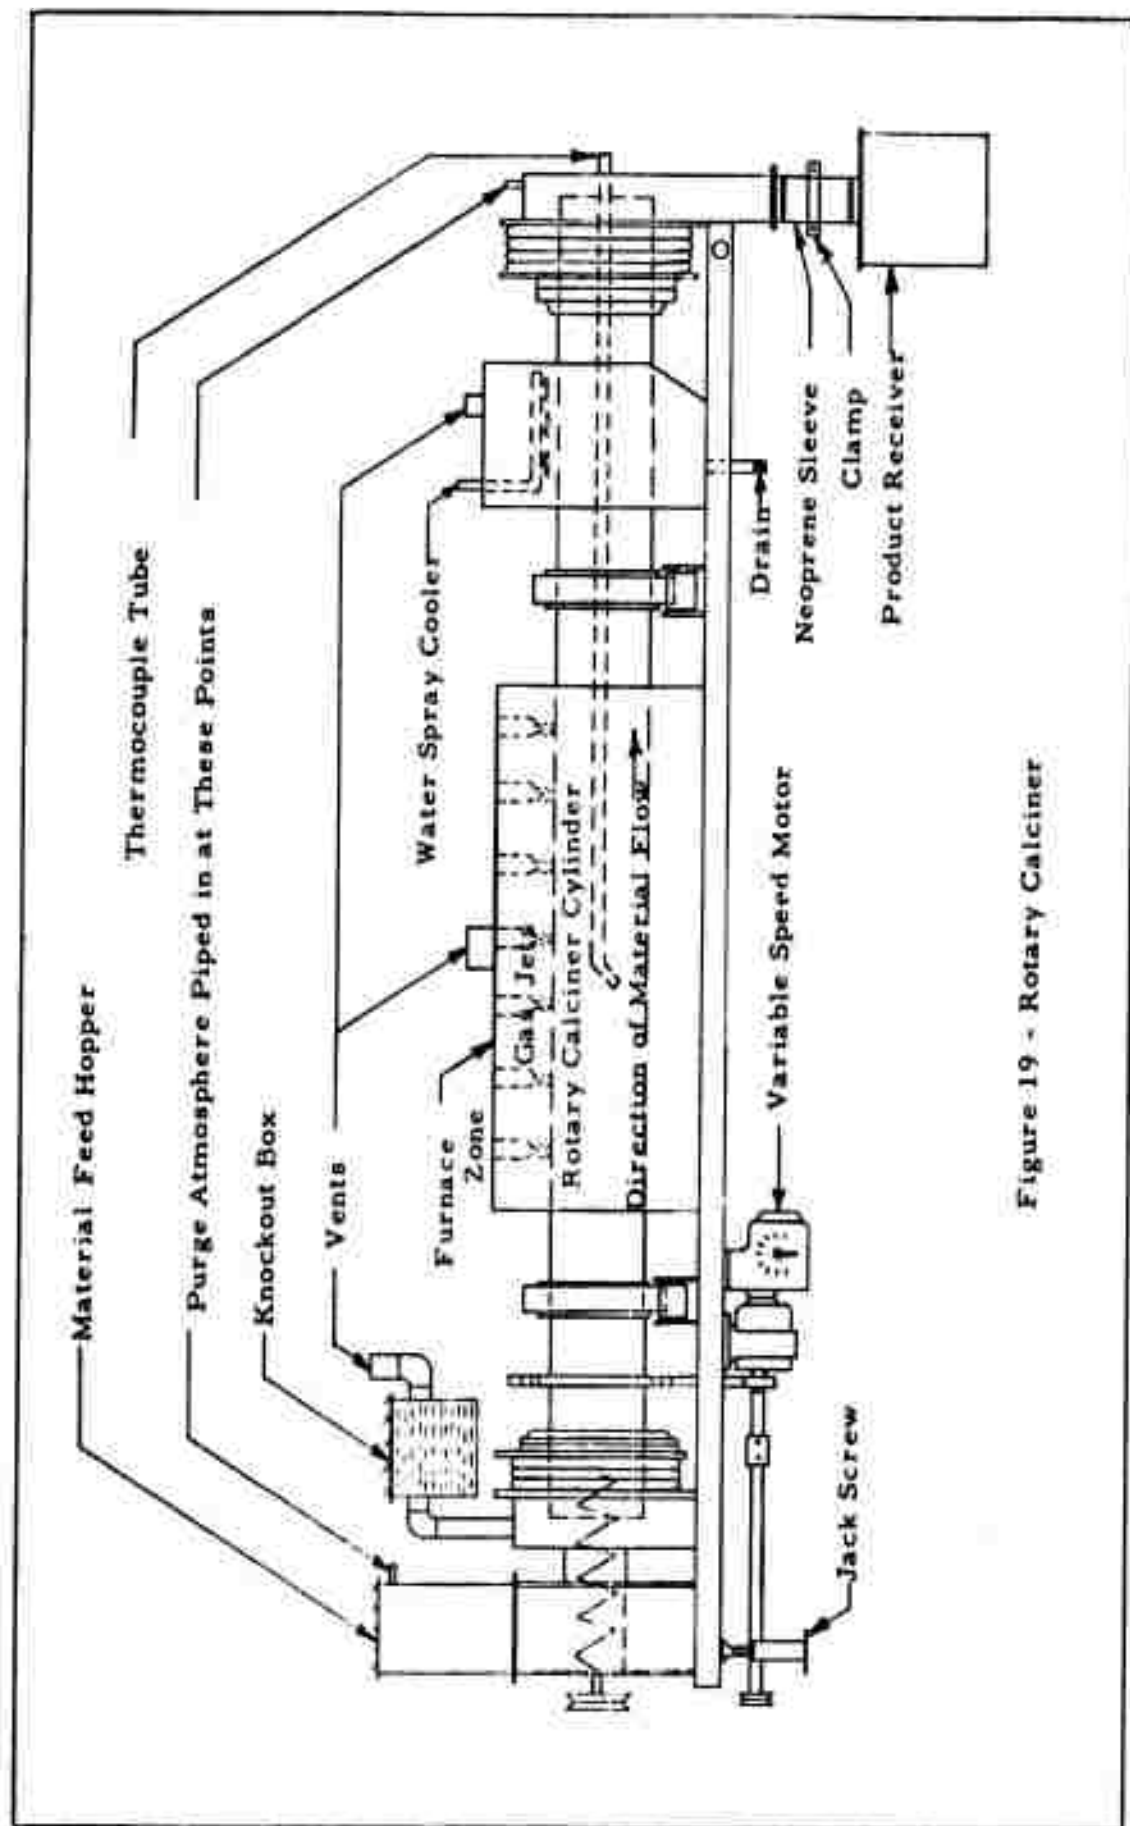 Material Feed Hopper
Thermocouple Tube
Purge Atmosphere Piped in at These Points
Knockout Box
Vents
Water Spray Cooler
Furnace
Zone
Gas Jets
Rotary Calciner Cylinder
Direction of Material Flow
Drain
Neoprene Sleeve
Clamp
Product Receiver
Variable Speed Motor
Jack Screw
Figure 19 - Rotary Calciner